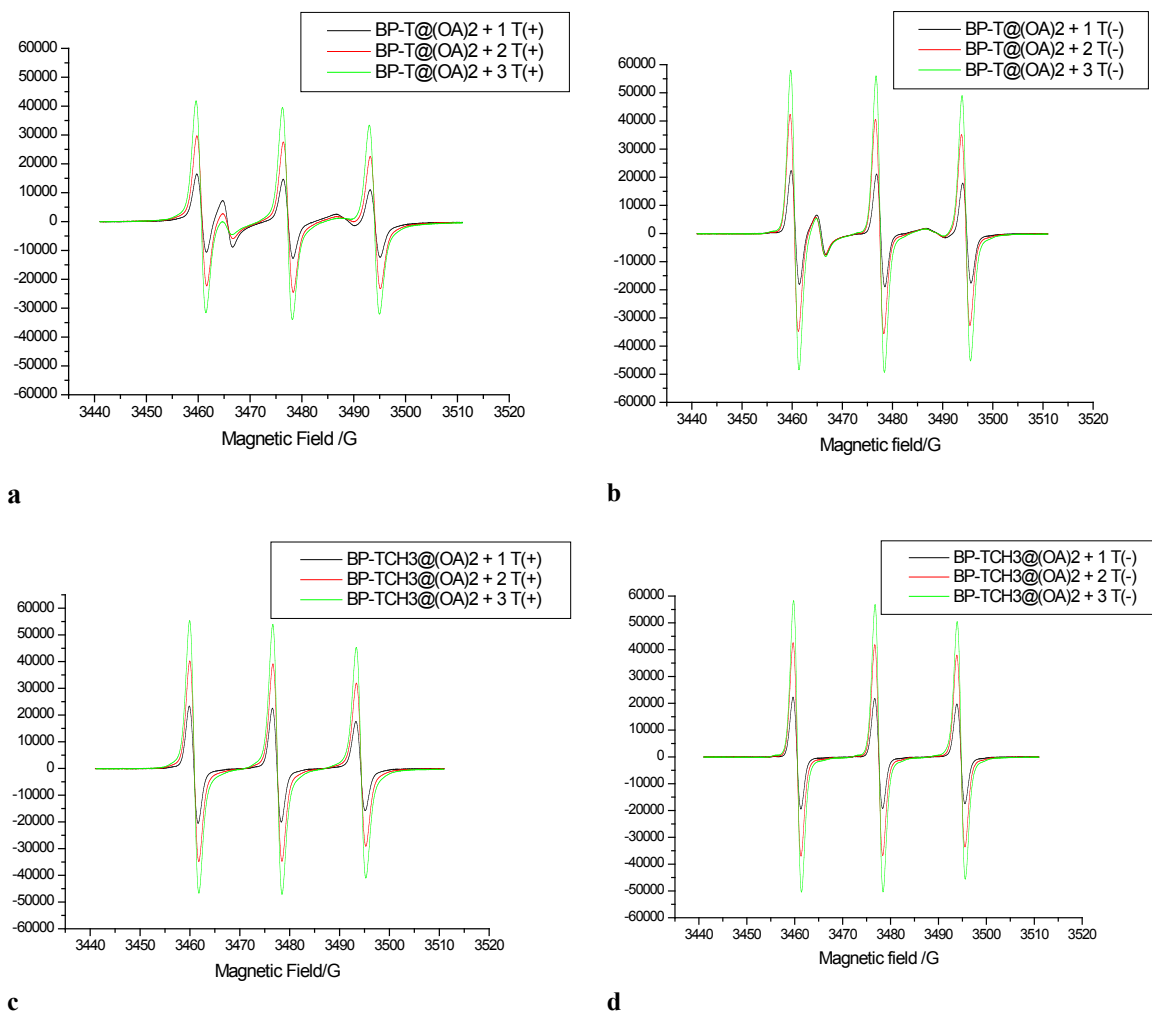 BP-T@(OA)2 + 1 T(+)
BP-T@(OA)2 + 2 T(+)
BP-T@(OA)2 + 3 T(+)
60000
50000
40000
30000
20000
10000
0
-10000
-20000
-30000
-40000
-50000
-60000
3440 3450 3460 3470 3480 3490 3500 3510 3520
Magnetic Field /G
a
BP-T@(OA)2 + 1 T(-)
BP-T@(OA)2 + 2 T(-)
BP-T@(OA)2 + 3 T(-)
60000
50000
40000
30000
20000
10000
0
-10000
-20000
-30000
-40000
-50000
-60000
3440 3450 3460 3470 3480 3490 3500 3510 3520
Magnetic field/G
b
BP-TCH3@(OA)2 + 1 T(+)
BP-TCH3@(OA)2 + 2 T(+)
BP-TCH3@(OA)2 + 3 T(+)
60000
50000
40000
30000
20000
10000
0
-10000
-20000
-30000
-40000
-50000
-60000
3440 3450 3460 3470 3480 3490 3500 3510 3520
Magnetic Field/G
c
BP-TCH3@(OA)2 + 1 T(-)
BP-TCH3@(OA)2 + 2 T(-)
BP-TCH3@(OA)2 + 3 T(-)
60000
50000
40000
30000
20000
10000
0
-10000
-20000
-30000
-40000
-50000
-60000
3440 3450 3460 3470 3480 3490 3500 3510 3520
Magnetic field /G
d